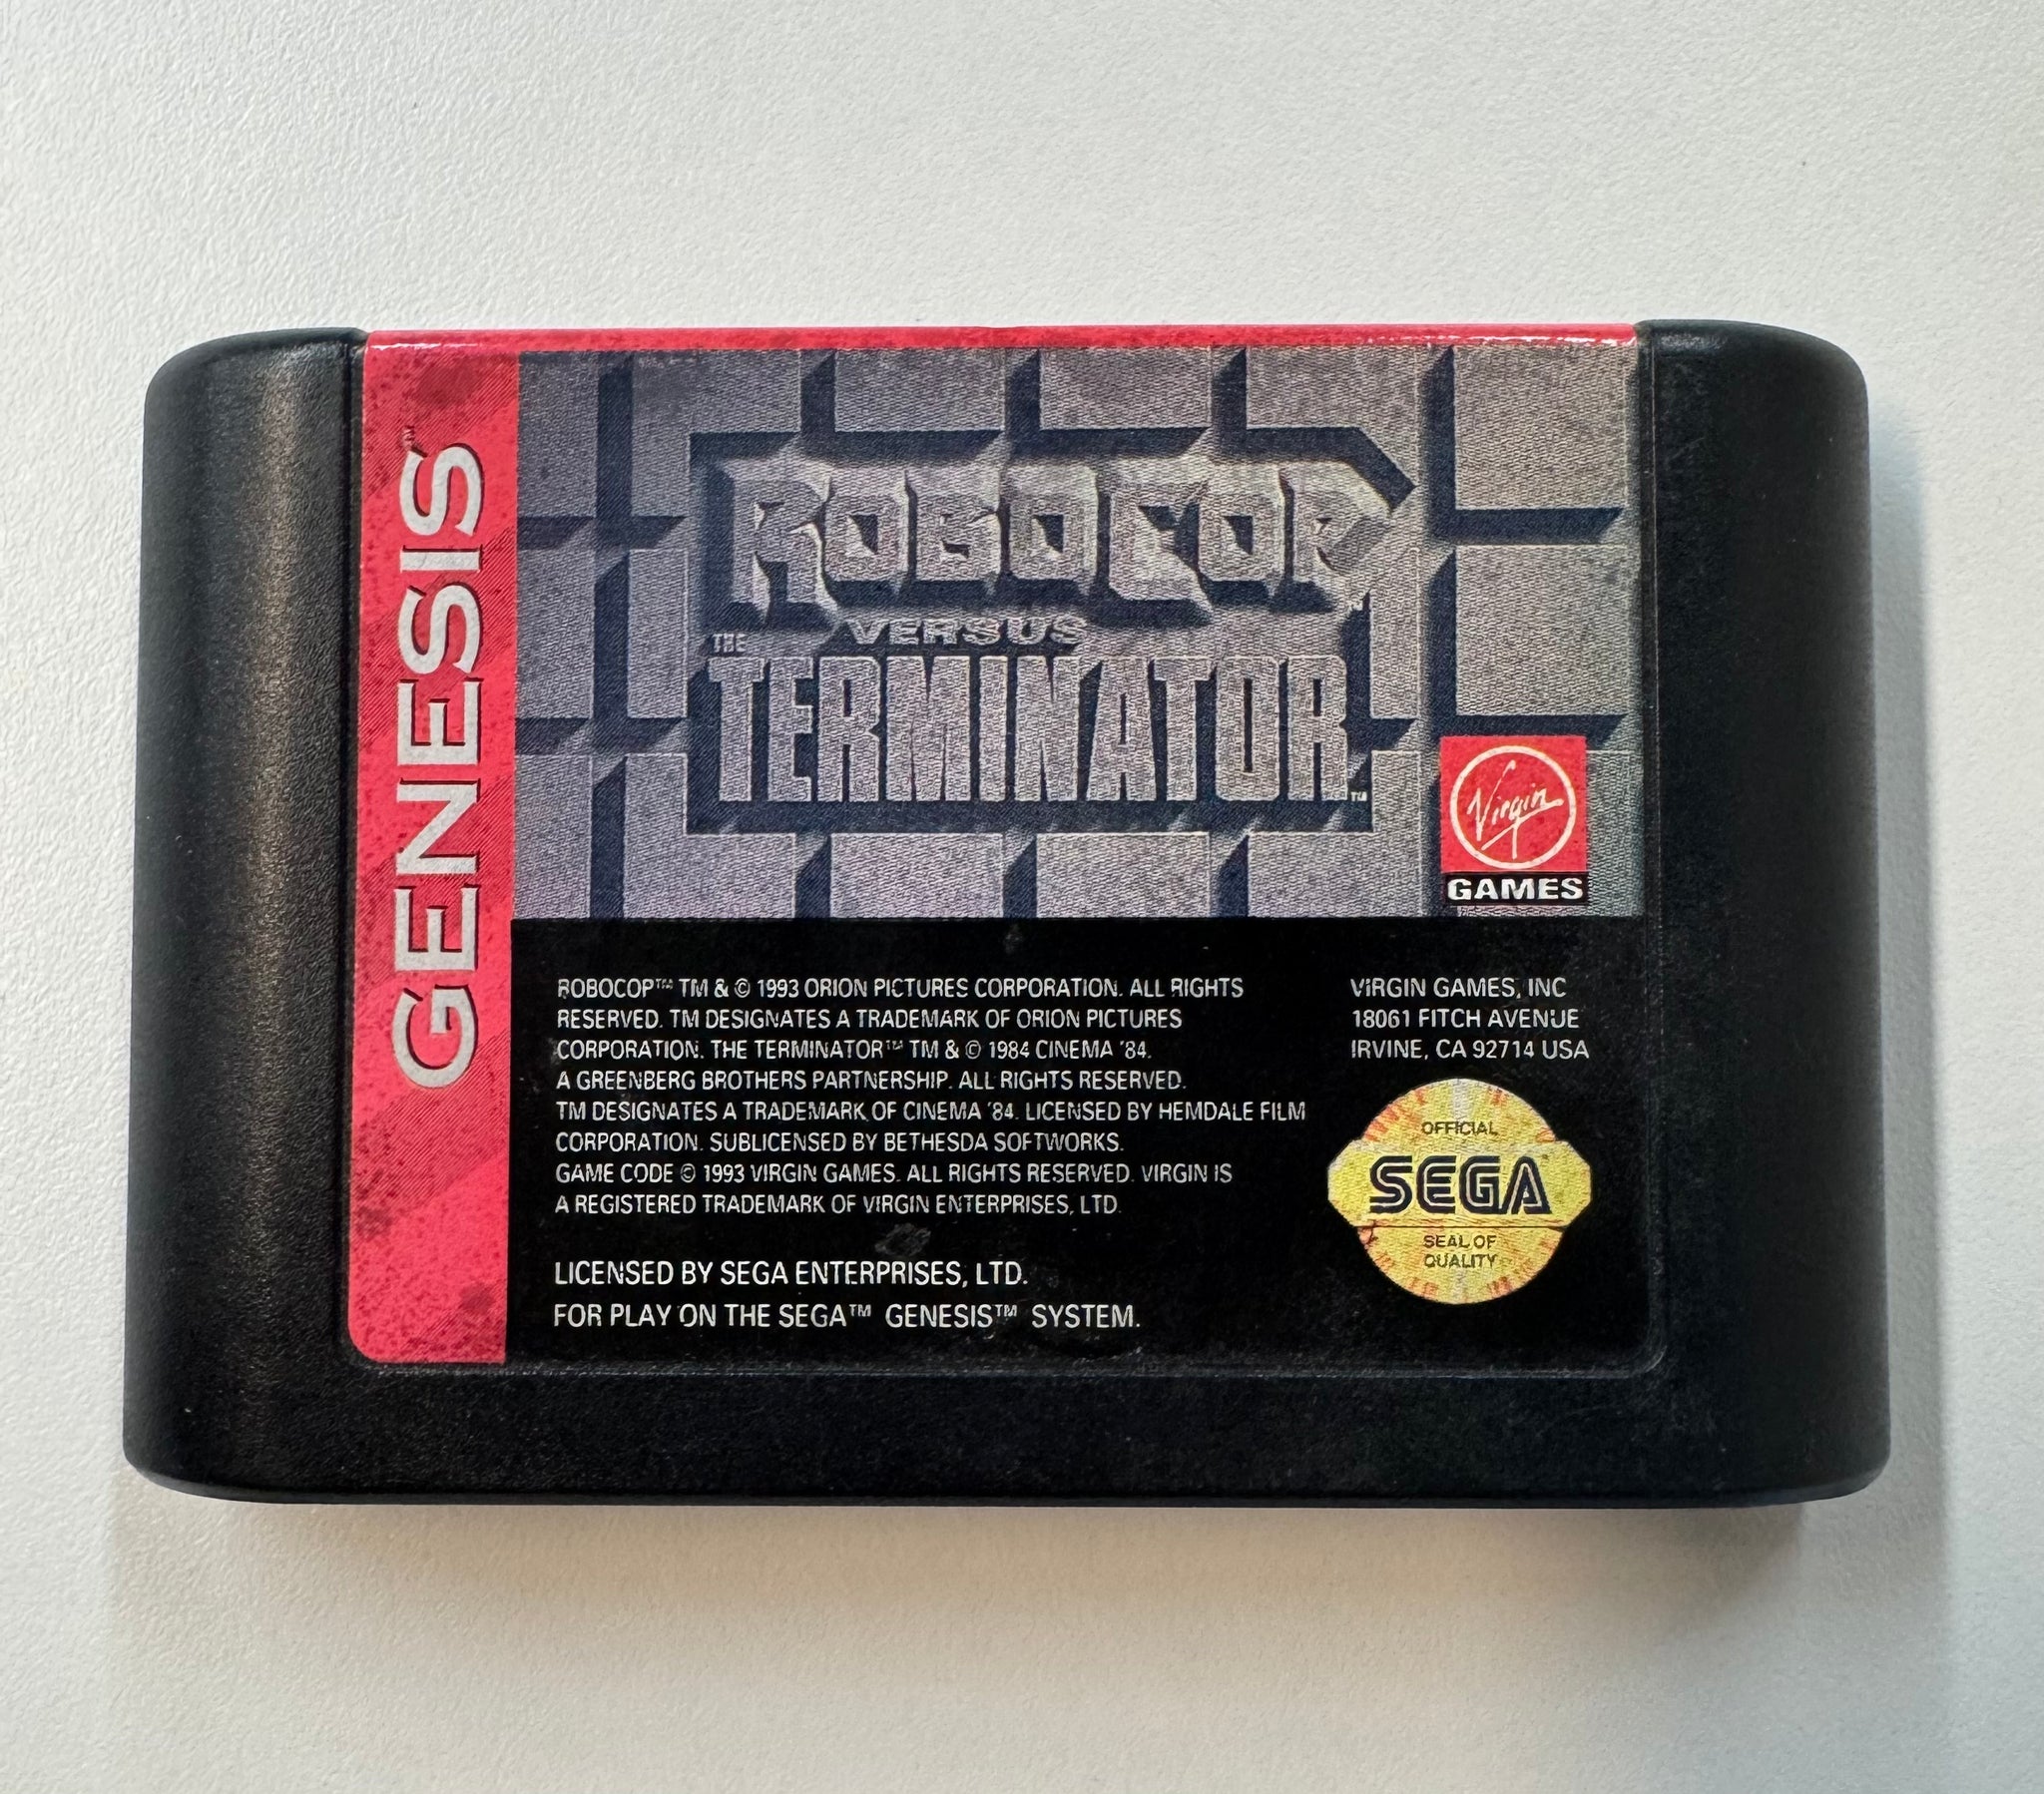 GENESIS™
ROBOCOP™
VERSUS
THE
TERMINATOR™
Virgin
GAMES
ROBOCOP™ TM & © 1993 ORION PICTURES CORPORATION. ALL RIGHTS
RESERVED. TM DESIGNATES A TRADEMARK OF ORION PICTURES
CORPORATION. THE TERMINATOR™ TM & © 1984 CINEMA '84.
A GREENBERG BROTHERS PARTNERSHIP. ALL RIGHTS RESERVED.
TM DESIGNATES A TRADEMARK OF CINEMA '84. LICENSED BY HEMDALE FILM
CORPORATION. SUBLICENSED BY BETHESDA SOFTWORKS.
GAME CODE © 1993 VIRGIN GAMES. ALL RIGHTS RESERVED. VIRGIN IS
A REGISTERED TRADEMARK OF VIRGIN ENTERPRISES, LTD.
LICENSED BY SEGA ENTERPRISES, LTD.
FOR PLAY ON THE SEGA™ GENESIS™ SYSTEM.
VIRGIN GAMES, INC
18061 FITCH AVENUE
IRVINE, CA 92714 USA
OFFICIAL
SEGA™
SEAL OF
QUALITY